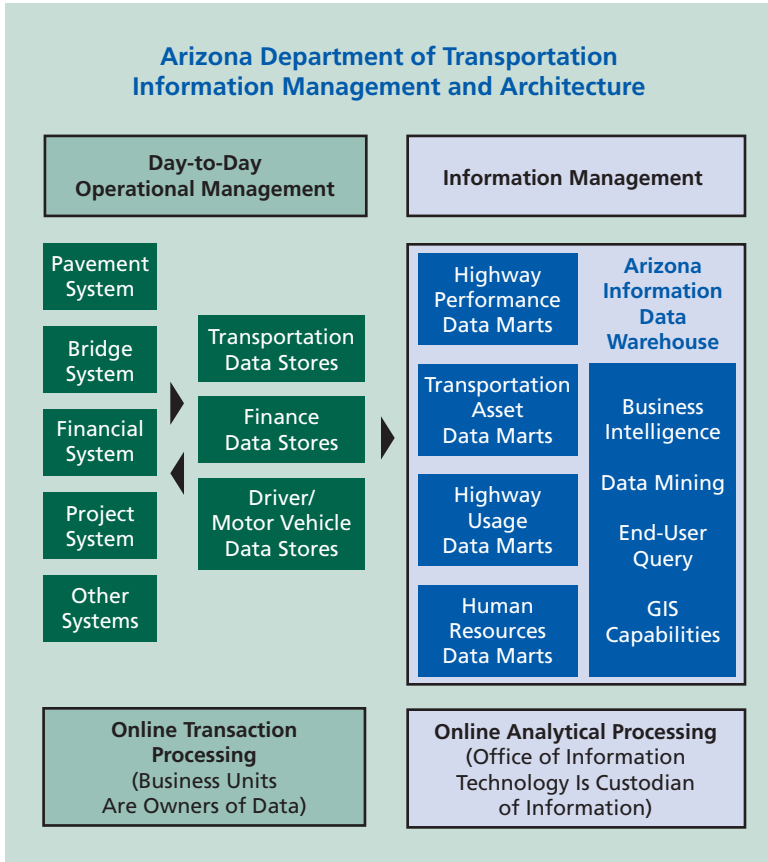 Arizona Department of Transportation
Information Management and Architecture
Day-to-Day
Operational Management
Information Management
Pavement
System
Bridge
System
Financial
System
Project
System
Other
Systems
Transportation
Data Stores
Finance
Data Stores
Driver/
Motor Vehicle
Data Stores
Highway
Performance
Data Marts
Transportation
Asset
Data Marts
Highway
Usage
Data Marts
Human
Resources
Data Marts
Arizona
Information
Data
Warehouse
Business
Intelligence
Data Mining
End-User
Query
GIS
Capabilities
Online Transaction
Processing
(Business Units
Are Owners of Data)
Online Analytical Processing
(Office of Information
Technology Is Custodian
of Information)